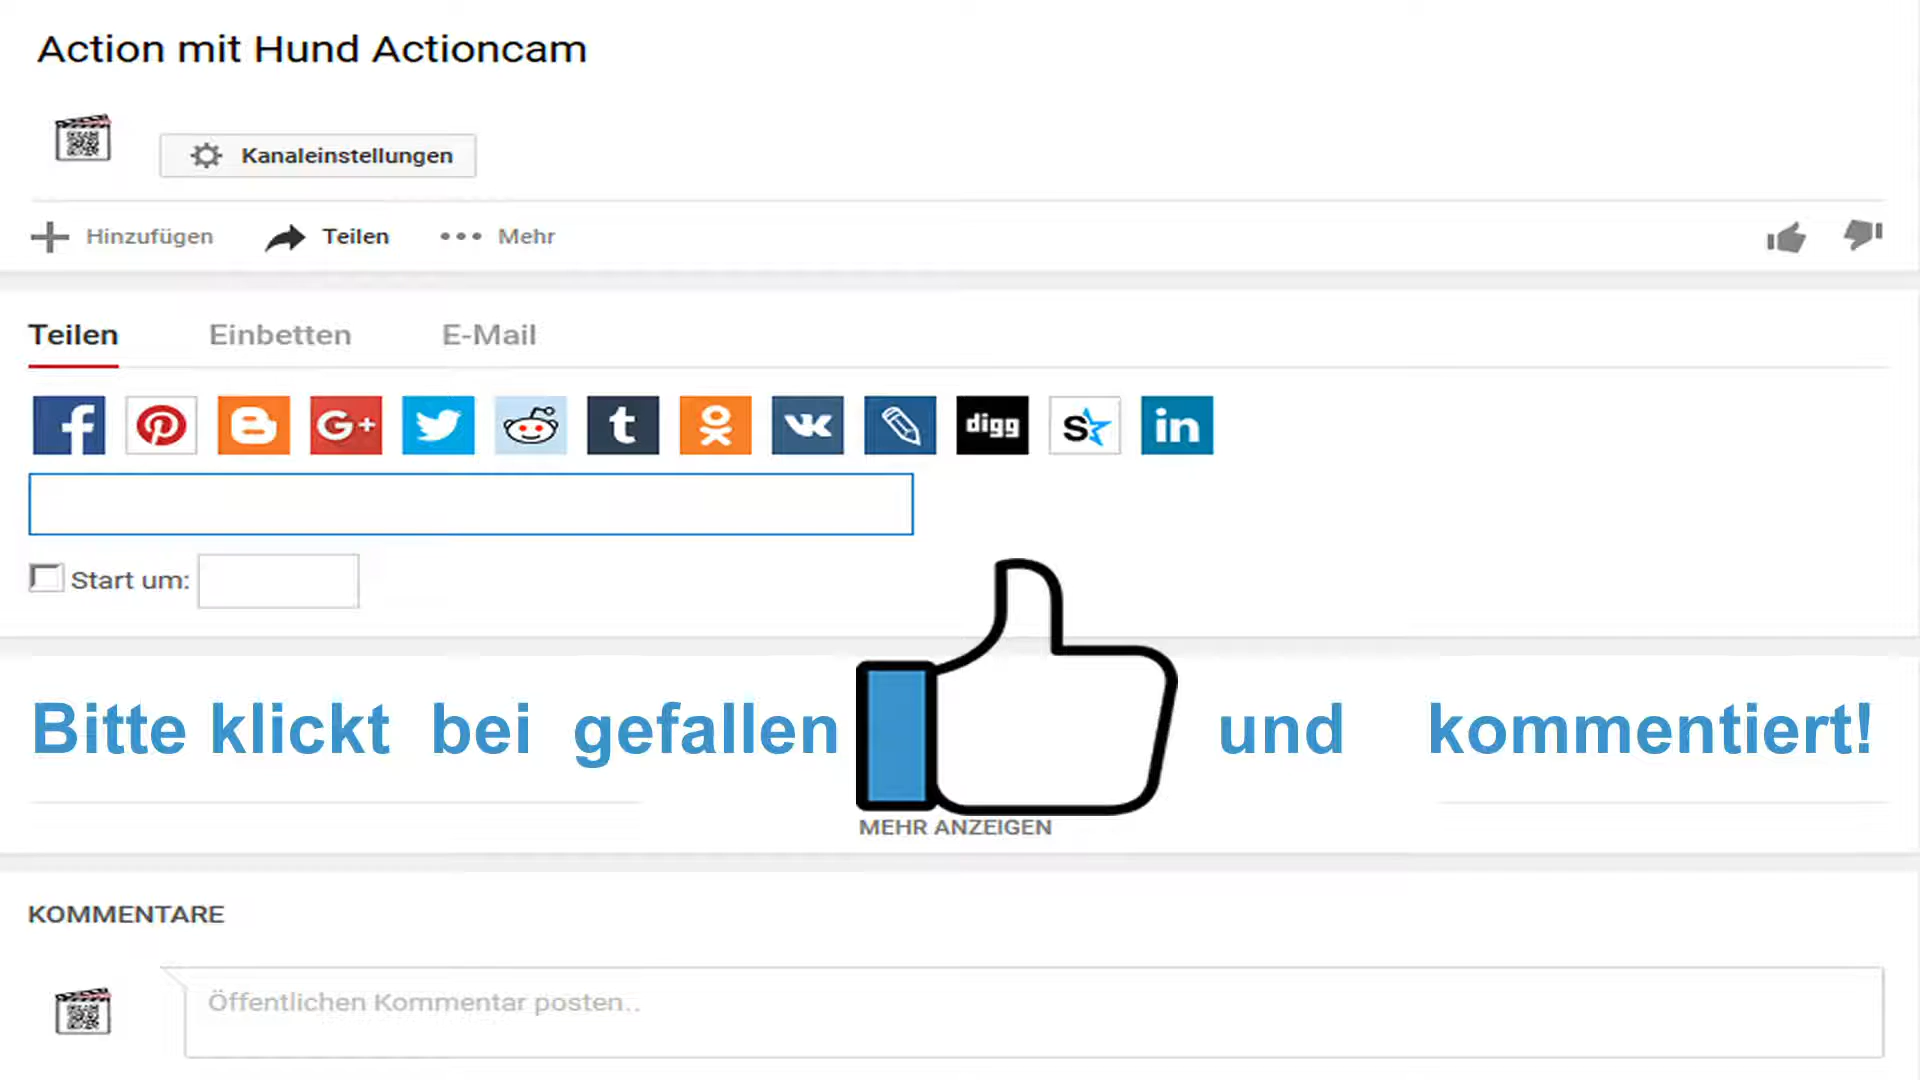 Action mit Hund Actioncam
Kanaleinstellungen
Hinzufügen Teilen Mehr
Teilen Einbetten E-Mail
G+ t digg S in
Start um:
Bitte klickt bei gefallen und kommentiert!
MEHR ANZEIGEN
KOMMENTARE
Öffentlichen Kommentar posten..